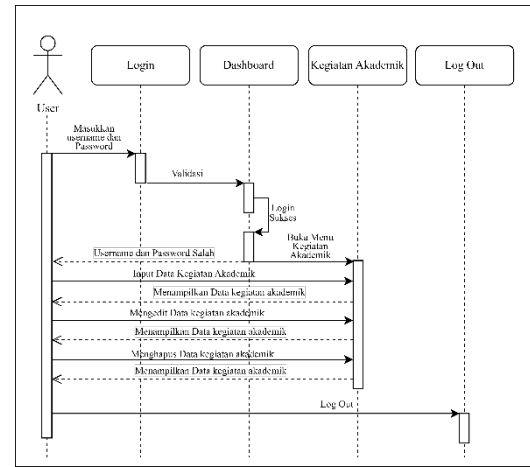 Login
Dashboard
Kegiatan Akademik
Log Out
User
Masukkan
username dan
Password
Validasi
Login
Sukses
Buka Menu
Kegiatan
Akademik
Username dan Password Salah
Input Data Kegiatan Akademik
Menampilkan Data kegiatan akademik
Mengedit Data kegiatan akademik
Menampilkan Data kegiatan akademik
Menghapus Data kegiatan akademik
Menampilkan Data kegiatan akademik
Log Out